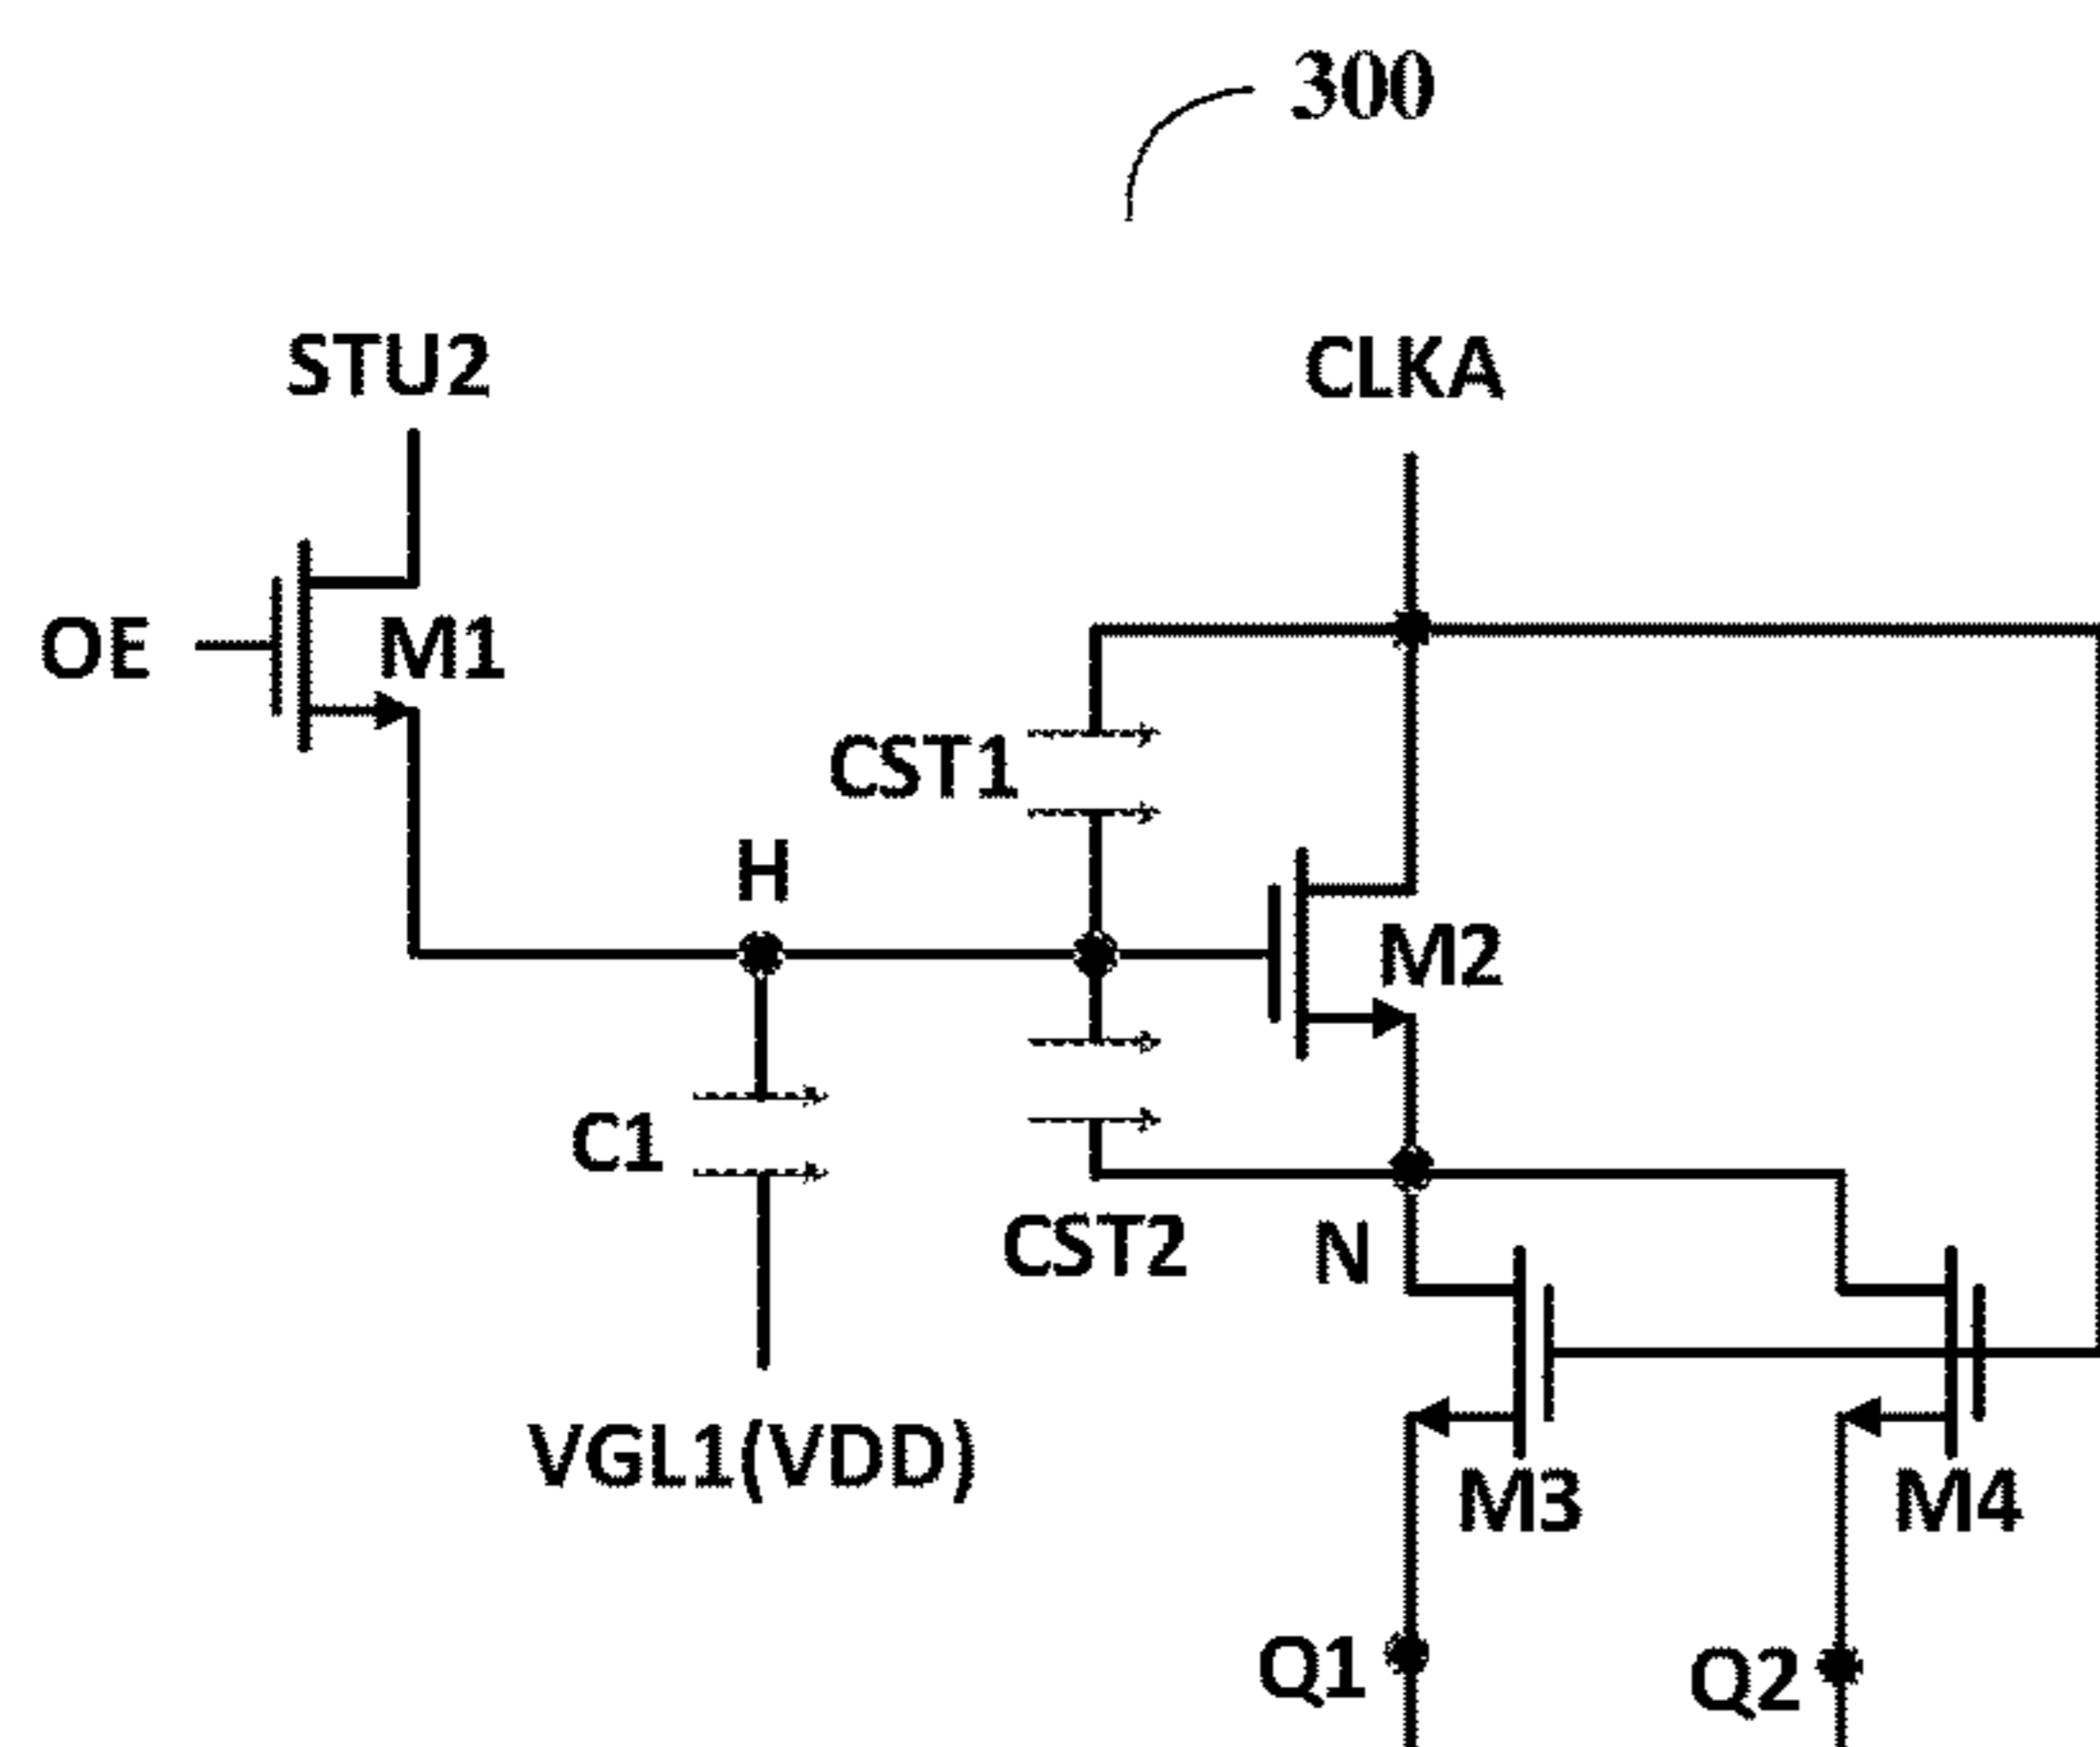 300
STU2
CLKA
OE
M1
CST1
H
M2
C1
CST2
N
VGL1(VDD)
M3
M4
Q1
Q2